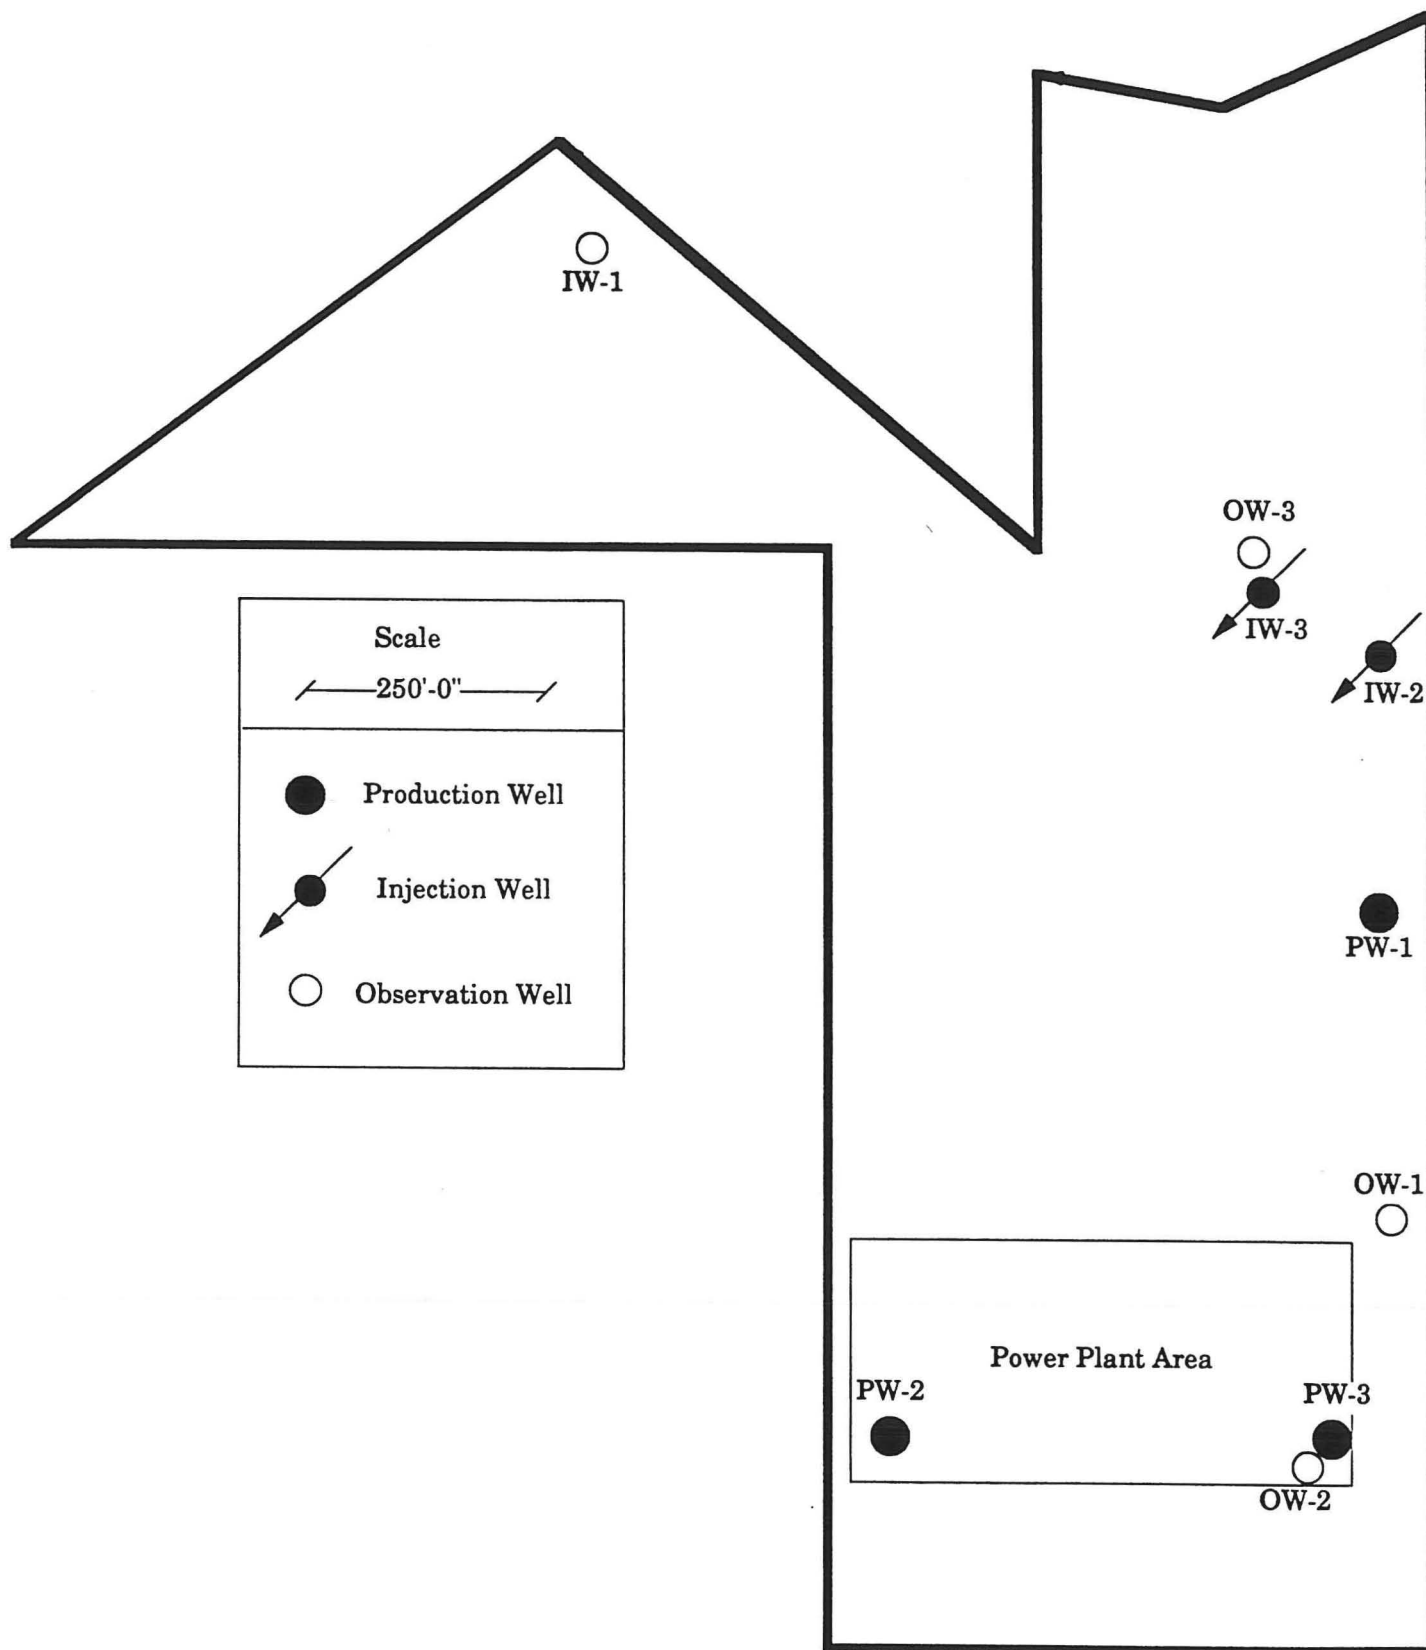 IW-1
OW-3
IW-3
IW-2
Scale
250'-0"
Production Well
Injection Well
Observation Well
PW-1
OW-1
Power Plant Area
PW-2
PW-3
OW-2